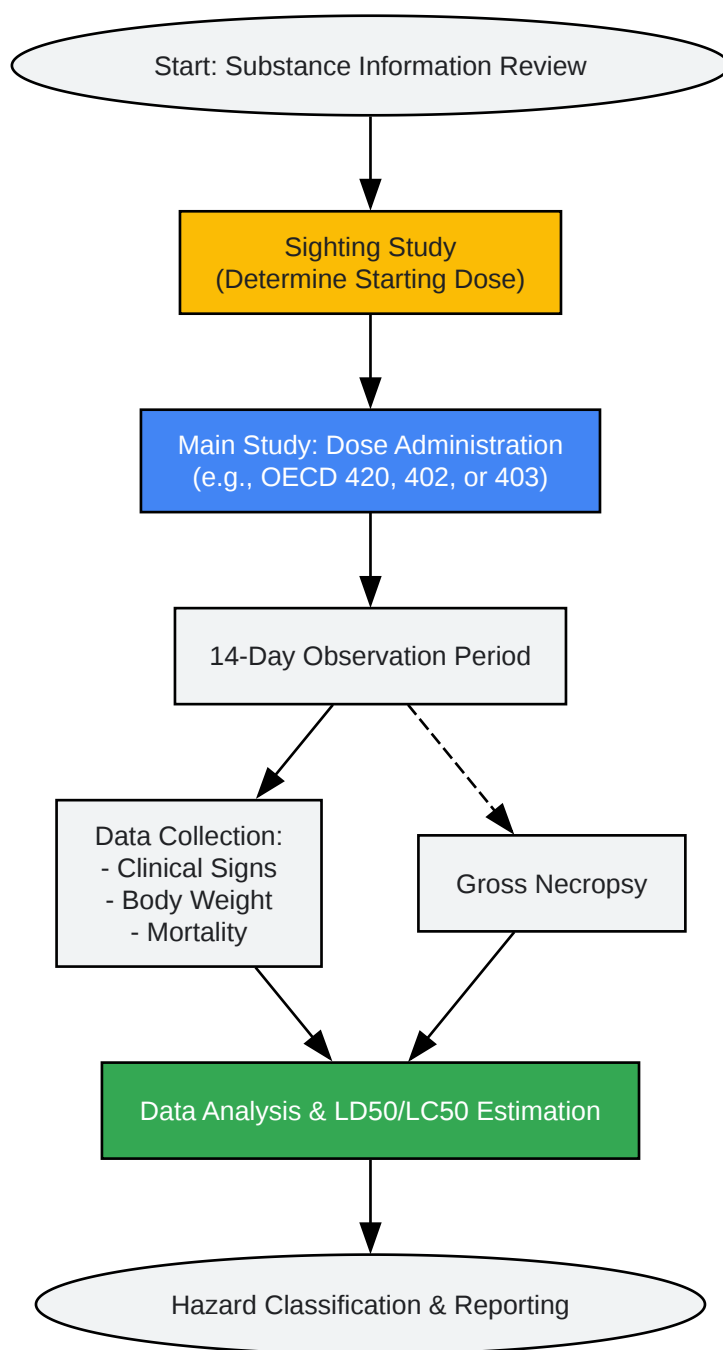 Start: Substance Information Review
Sighting Study
(Determine Starting Dose)
Main Study: Dose Administration
(e.g., OECD 420, 402, or 403)
14-Day Observation Period
Data Collection:
- Clinical Signs
- Body Weight
- Mortality
Gross Necropsy
Data Analysis & LD50/LC50 Estimation
Hazard Classification & Reporting